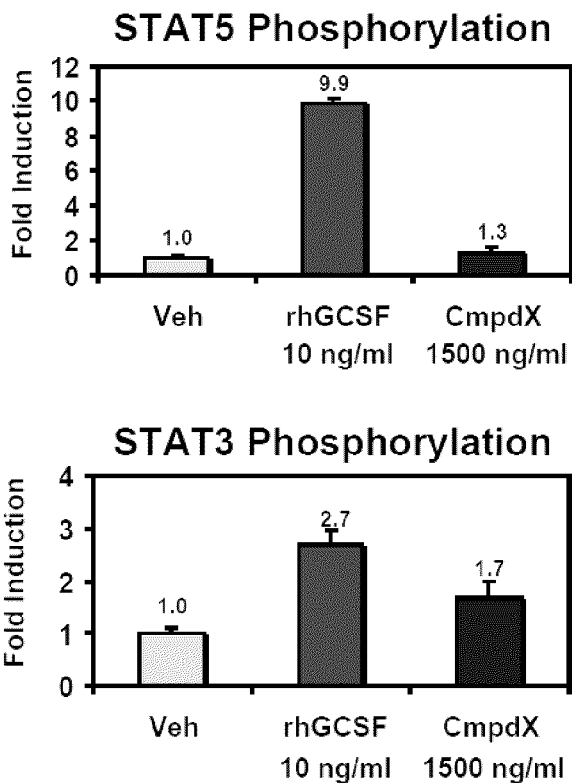 STAT5 Phosphorylation
Fold Induction
12
10
8
6
4
2
0
1.0
9.9
1.3
Veh rhGCSF CmpdX
10 ng/ml 1500 ng/ml
STAT3 Phosphorylation
Fold Induction
4
3
2
1
0
1.0
2.7
1.7
Veh rhGCSF CmpdX
10 ng/ml 1500 ng/ml